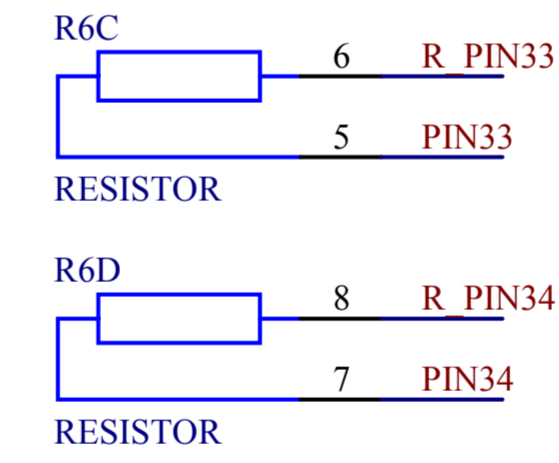 R6C
6 R_PIN33
5 PIN33
RESISTOR
R6D
8 R_PIN34
7 PIN34
RESISTOR